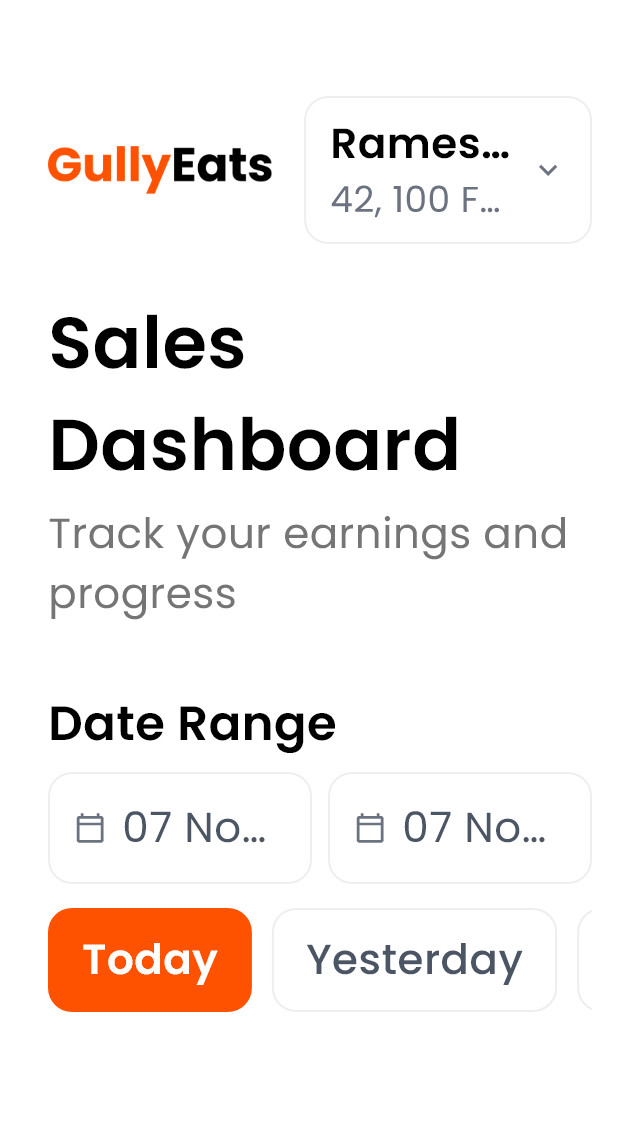 GullyEats
Rames...
42, 100 F...
Sales
Dashboard
Track your earnings and
progress
Date Range
07 No...
07 No...
Today
Yesterday